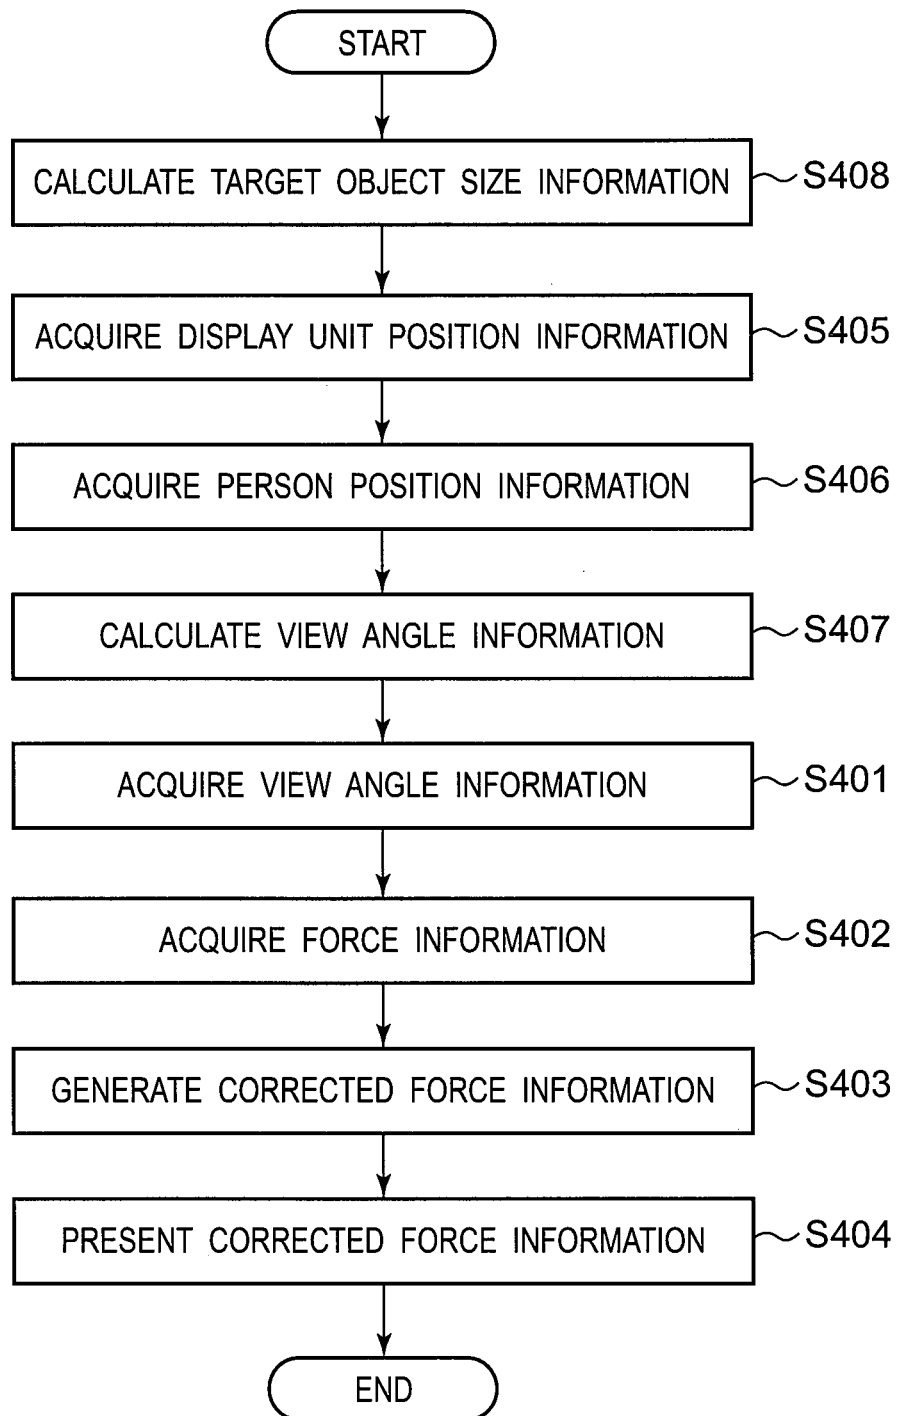 START
CALCULATE TARGET OBJECT SIZE INFORMATION
S408
ACQUIRE DISPLAY UNIT POSITION INFORMATION
S405
ACQUIRE PERSON POSITION INFORMATION
S406
CALCULATE VIEW ANGLE INFORMATION
S407
ACQUIRE VIEW ANGLE INFORMATION
S401
ACQUIRE FORCE INFORMATION
S402
GENERATE CORRECTED FORCE INFORMATION
S403
PRESENT CORRECTED FORCE INFORMATION
S404
END